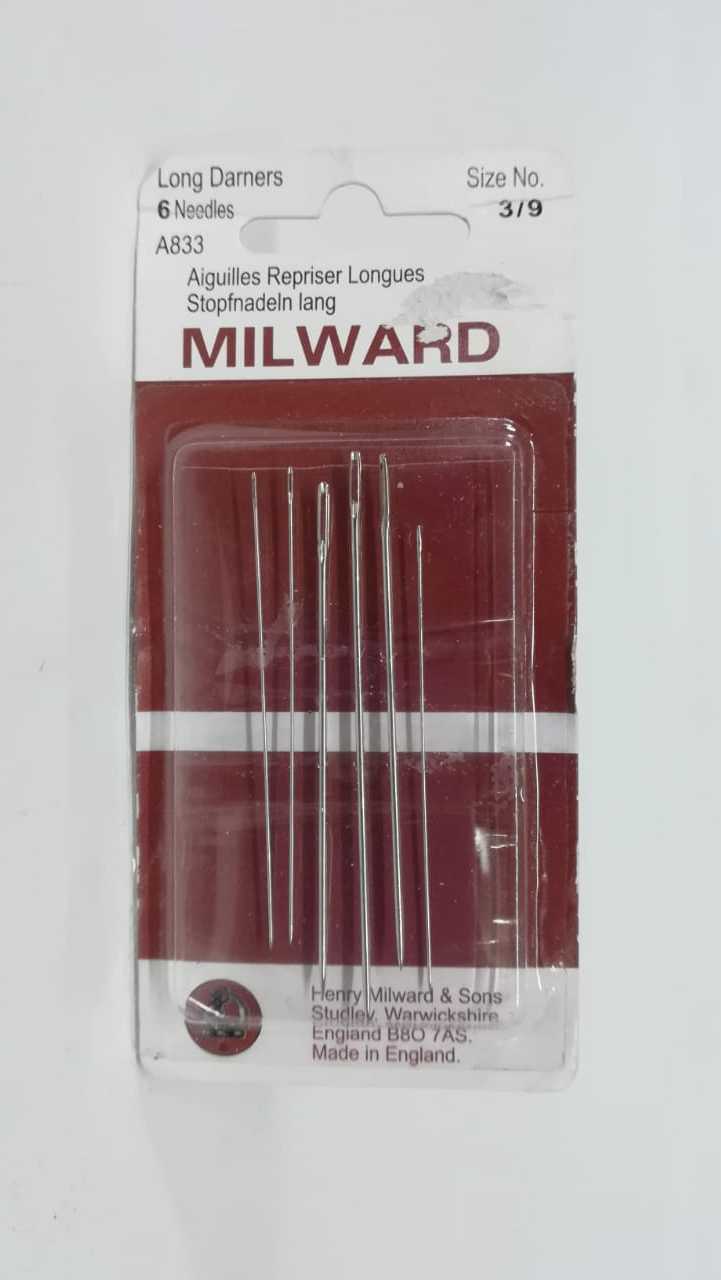 Long Darners
Size No.
6 Needles
3/9
A833
Aiguilles Repriser Longues
Stopfnadeln lang
MILWARD
Henry Milward & Sons
Studley, Warwickshire
England B8O 7AS.
Made in England.